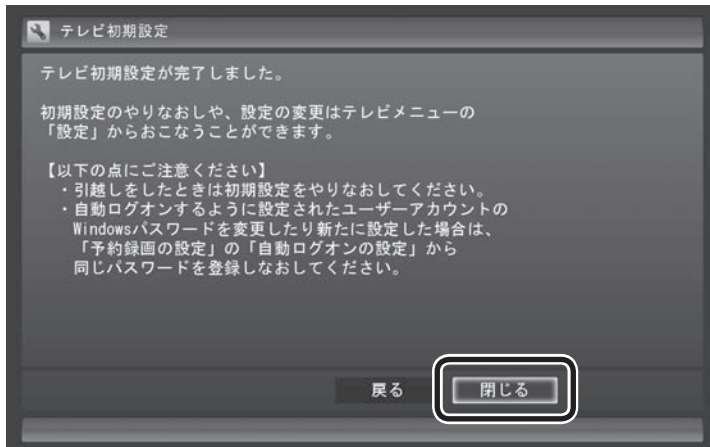 テレビ初期設定
テレビ初期設定が完了しました。
初期設定のやりなおしや、設定の変更はテレビメニューの
「設定」からおこなうことができます。
【以下の点にご注意ください】
・引越しをしたときは初期設定をやりなおしてください。
・自動ログオンするように設定されたユーザーアカウントの
Windowsパスワードを変更したり新たに設定した場合は、
「予約録画の設定」の「自動ログオンの設定」から
同じパスワードを登録しなおしてください。
戻る 閉じる